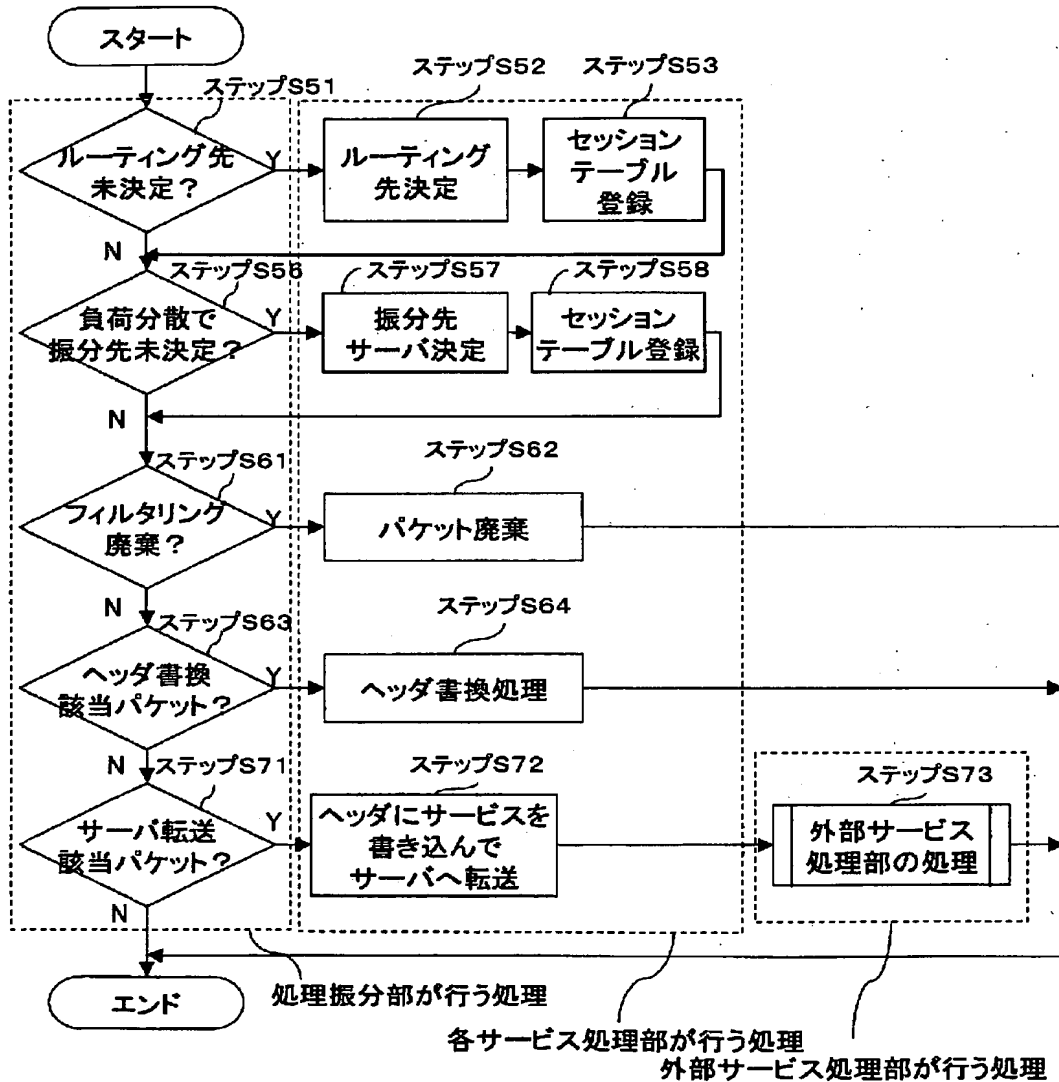 スタート
ステップS51
ルーティング先
未決定?
Y
N
ステップS52
ルーティング
先決定
ステップS53
セッション
テーブル
登録
ステップS56
負荷分散で
振分先未決定?
Y
N
ステップS57
振分先
サーバ決定
ステップS58
セッション
テーブル登録
ステップS61
フィルタリング
廃棄?
Y
N
ステップS62
パケット廃棄
ステップS63
ヘッダ書換
該当パケット?
Y
N
ステップS64
ヘッダ書換処理
ステップS71
サーバ転送
該当パケット?
Y
N
ステップS72
ヘッダにサービスを
書き込んで
サーバへ転送
ステップS73
外部サービス
処理部の処理
エンド
処理振分部が行う処理
各サービス処理部が行う処理
外部サービス処理部が行う処理